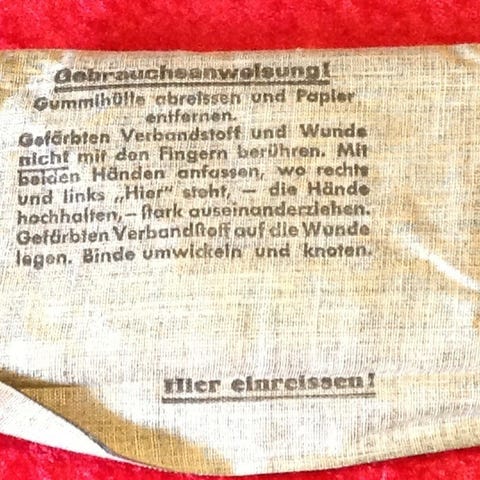 Gebrauchsanweisung!
Gummihülle abreissen und Papier
entfernen.
Gefärbten Verbandstoff und Wunde
nicht mit den Fingern berühren. Mit
beiden Händen anfassen, wo rechts
und links „Hier" steht, – die Hände
hochhalten, – stark auseinanderziehen.
Gefärbten Verbandstoff auf die Wunde
legen. Binde umwickeln und knoten.
Hier einreissen!